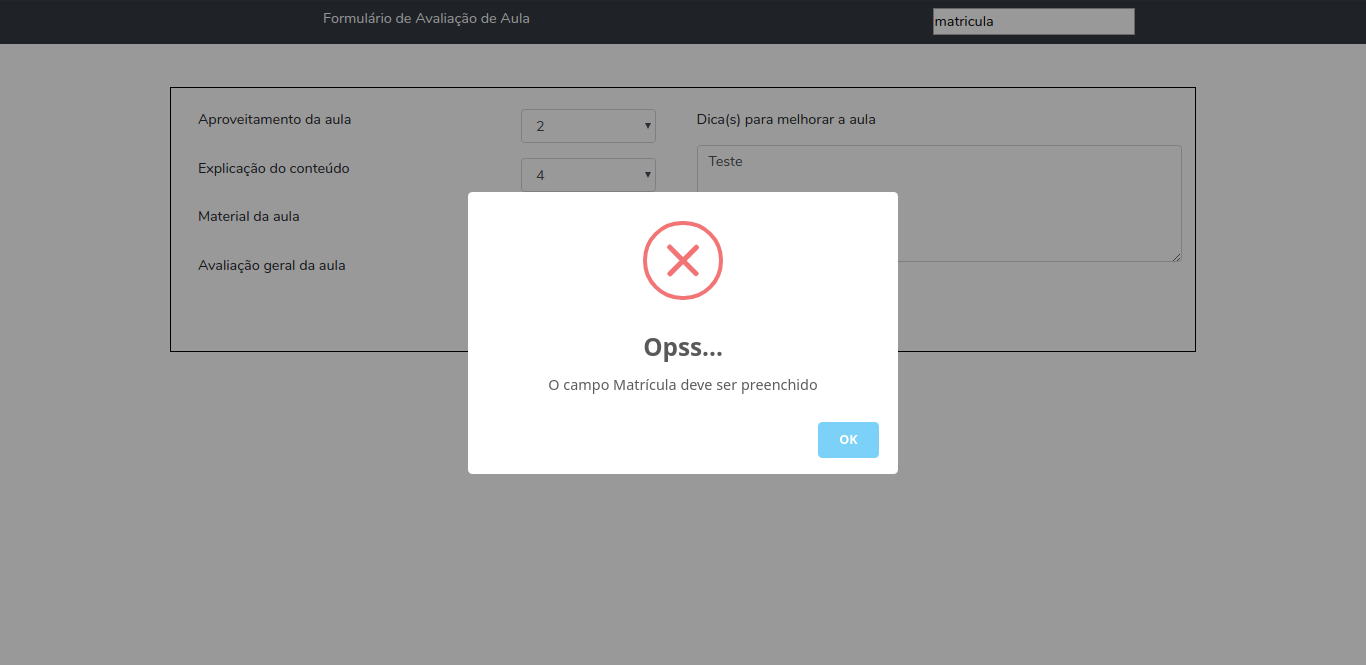 Formulário de Avaliação de Aula
matricula
Aproveitamento da aula
2
Dica(s) para melhorar a aula
Explicação do conteúdo
4
Teste
Material da aula
Avaliação geral da aula
Opss...
O campo Matrícula deve ser preenchido
OK